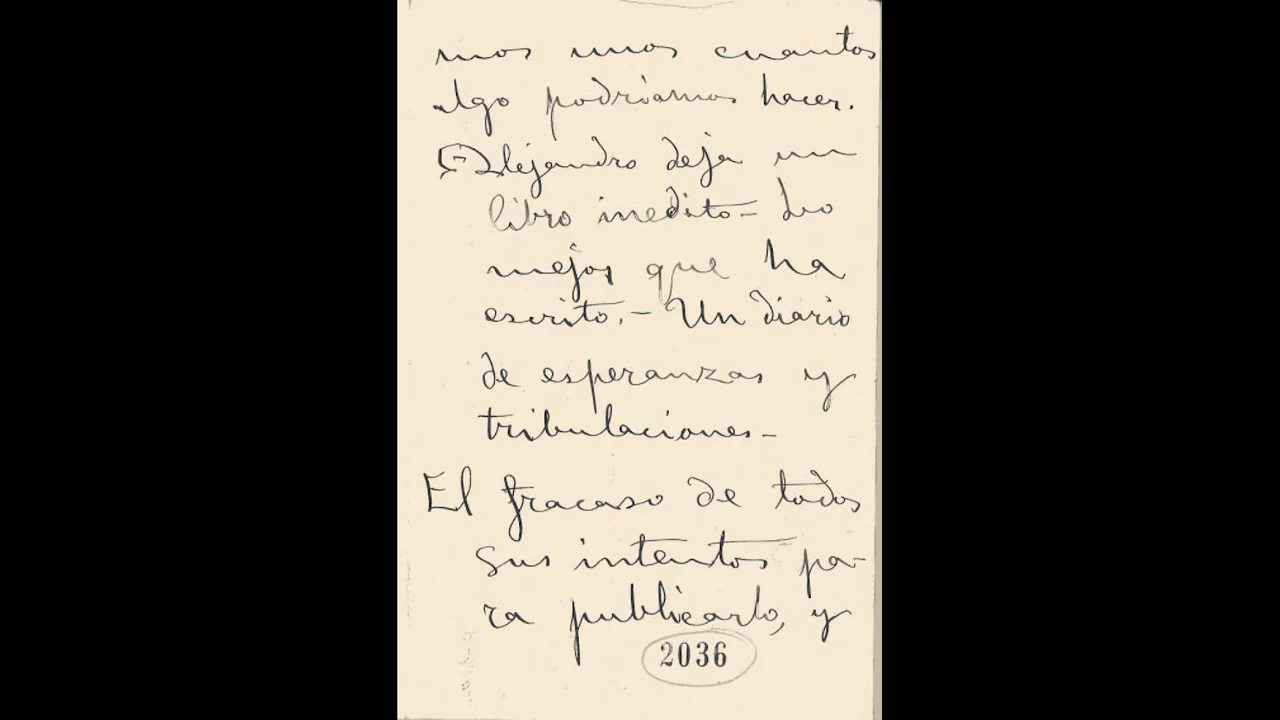 mos unos cuantos
algo podríamos hacer.
Alejandro deja un
libro inedito- Lo
mejor que ha
escrito.- Un diario
de esperanzas y
tribulaciones-
El fracaso de todos
sus intentos pa-
ra publicarlo, y
2036